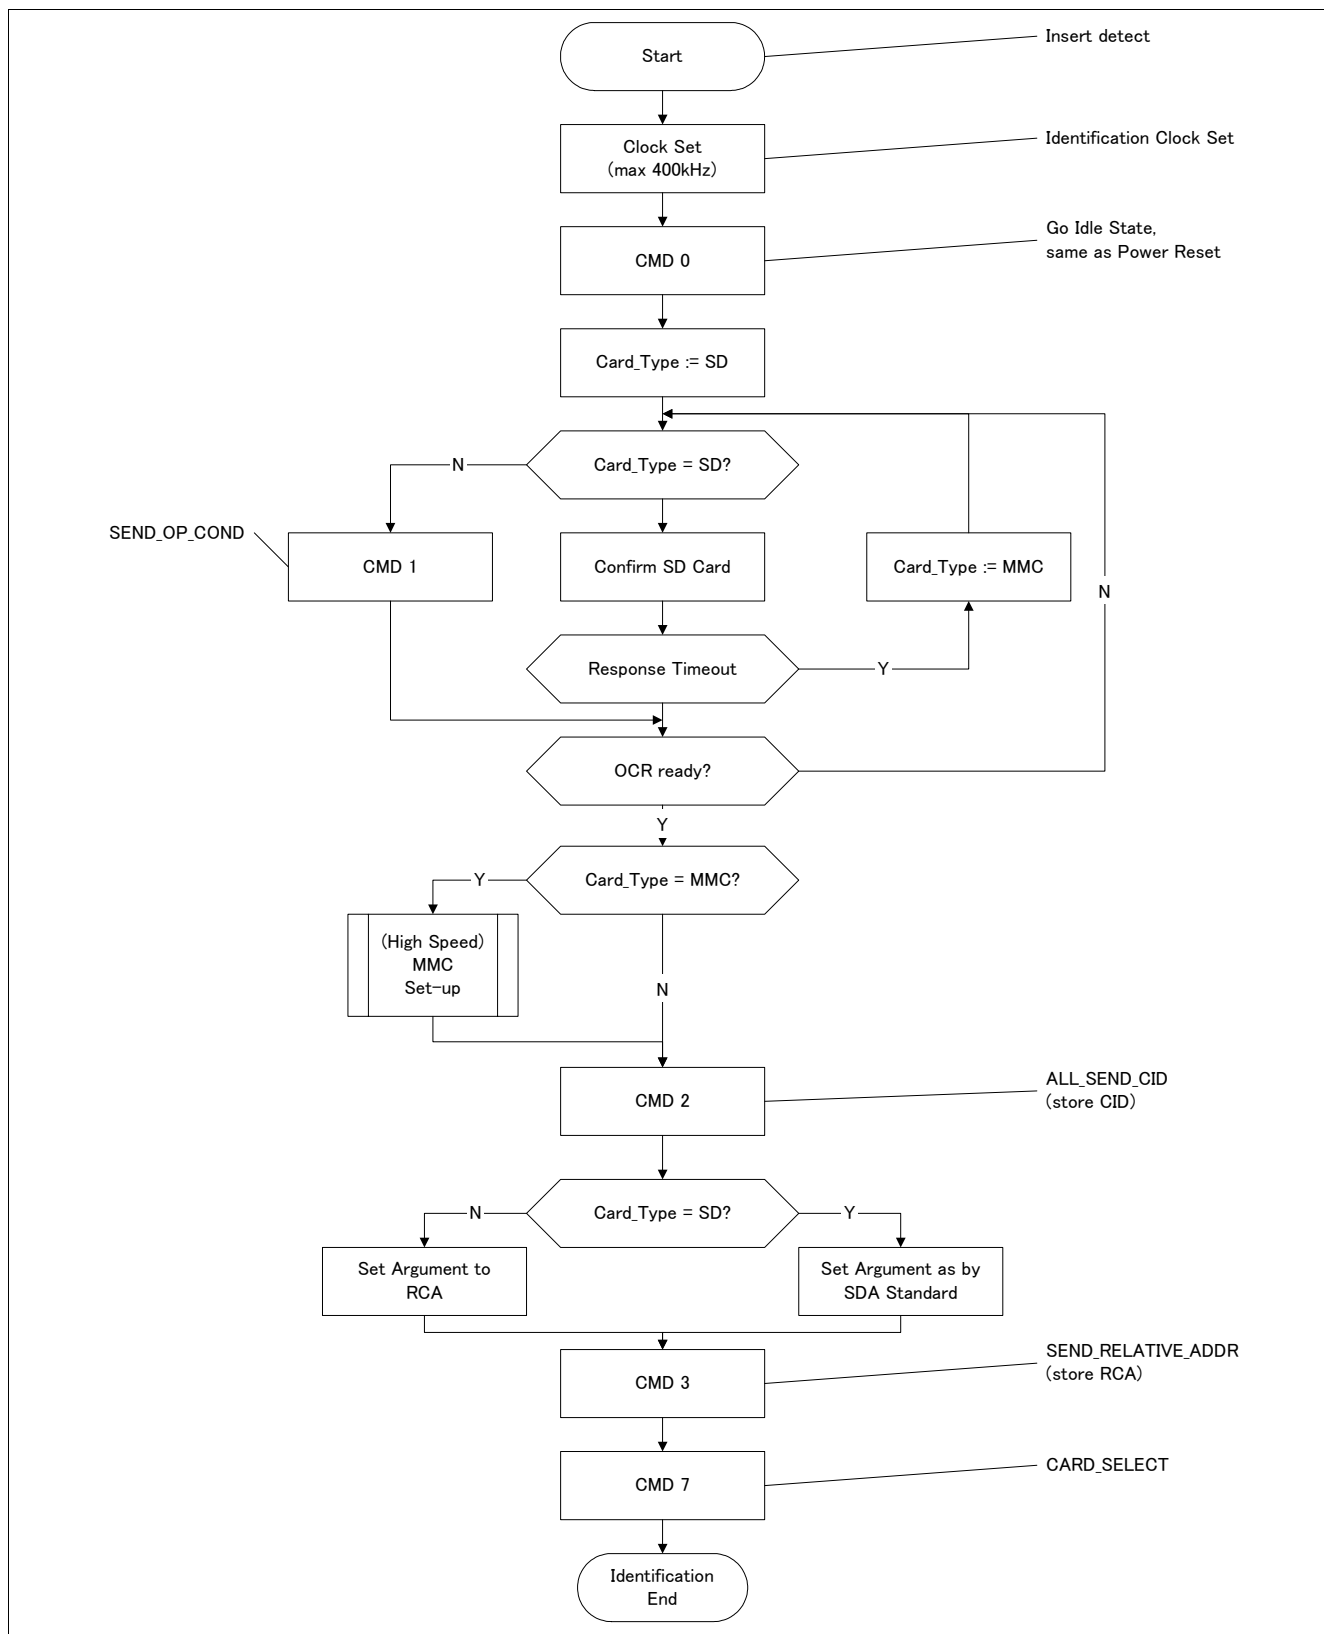 Start
Insert detect
Clock Set
(max 400kHz)
Identification Clock Set
CMD 0
Go Idle State,
same as Power Reset
Card_Type := SD
Card_Type = SD?
N
SEND_OP_COND
CMD 1
Confirm SD Card
Card_Type := MMC
N
Response Timeout
Y
OCR ready?
Y
Card_Type = MMC?
Y
(High Speed)
MMC
Set-up
N
CMD 2
ALL_SEND_CID
(store CID)
Card_Type = SD?
N
Y
Set Argument to
RCA
Set Argument as by
SDA Standard
CMD 3
SEND_RELATIVE_ADDR
(store RCA)
CMD 7
CARD_SELECT
Identification
End